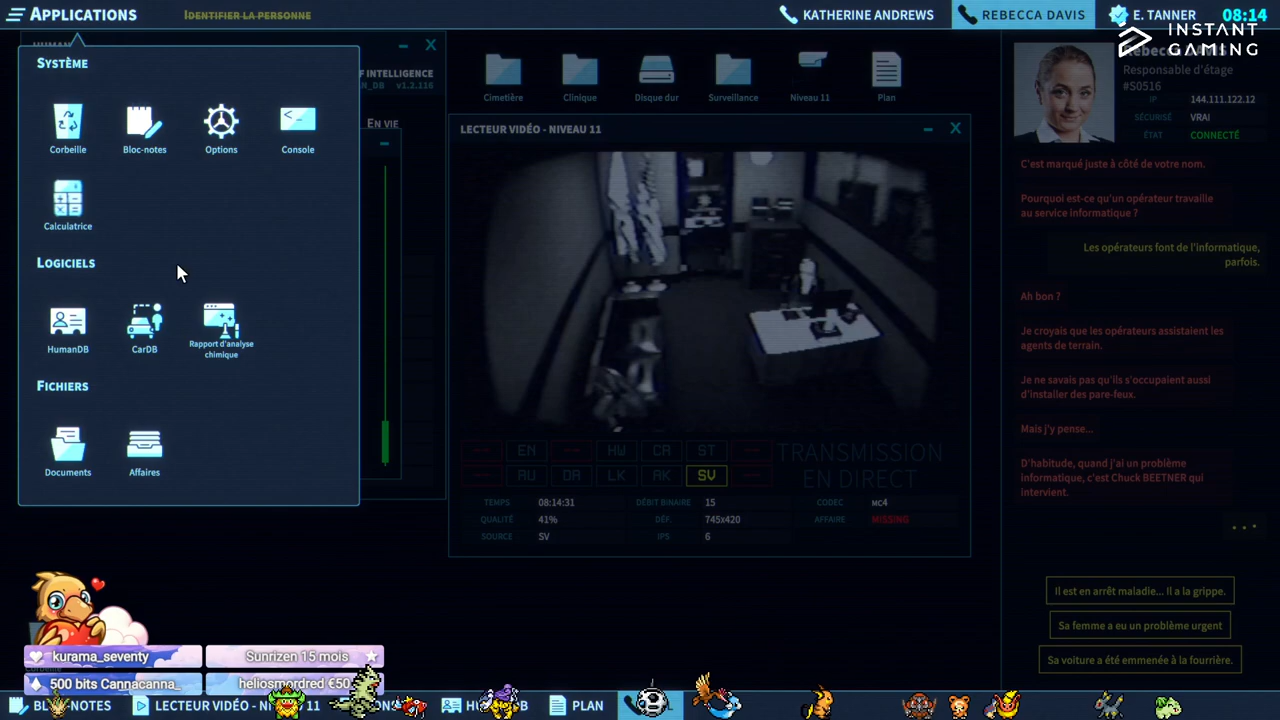 APPLICATIONS
IDENTIFIER LA PERSONNE
KATHERINE ANDREWS
REBECCA DAVIS
E. TANNER
08:14
INSTANT
GAMING
SYSTÈME
Corbeille
Bloc-notes
Options
Console
Calculatrice
LOGICIELS
HumanDB
CarDB
Rapport d'analyse
chimique
FICHIERS
Documents
Affaires
F INTELLIGENCE
N_DB v1.2.116
EN VIE
Cimetière
Clinique
Disque dur
Surveillance
Niveau 11
Plan
LECTEUR VIDÉO - NIVEAU 11
EN
HW
CR
ST
RU
LK
AK
SV
TRANSMISSION
EN DIRECT
TEMPS 08:14:31 DÉBIT BINAIRE 15 CODEC MC4
QUALITÉ 41% DÉF. 745x420 AFFAIRE MISSING
SOURCE SV IPS 6
Responsable d'étage
#S0516
IP 144.111.122.12
SÉCURISÉ VRAI
ÉTAT CONNECTÉ
C'est marqué juste à côté de votre nom.
Pourquoi est-ce qu'un opérateur travaille
au service informatique ?
Les opérateurs font de l'informatique,
parfois.
Ah bon ?
Je croyais que les opérateurs assistaient les
agents de terrain.
Je ne savais pas qu'ils s'occupaient aussi
d'installer des pare-feux.
Mais j'y pense...
D'habitude, quand j'ai un problème
informatique, c'est Chuck BEETNER qui
intervient.
...
Il est en arrêt maladie... Il a la grippe.
Sa femme a eu un problème urgent
Sa voiture a été emmenée à la fourrière.
kurama_seventy
Sunrizen 15 mois
500 bits Cannacanna_
heliosmordred €50
LECTEUR VIDÉO - NI
11
PLAN